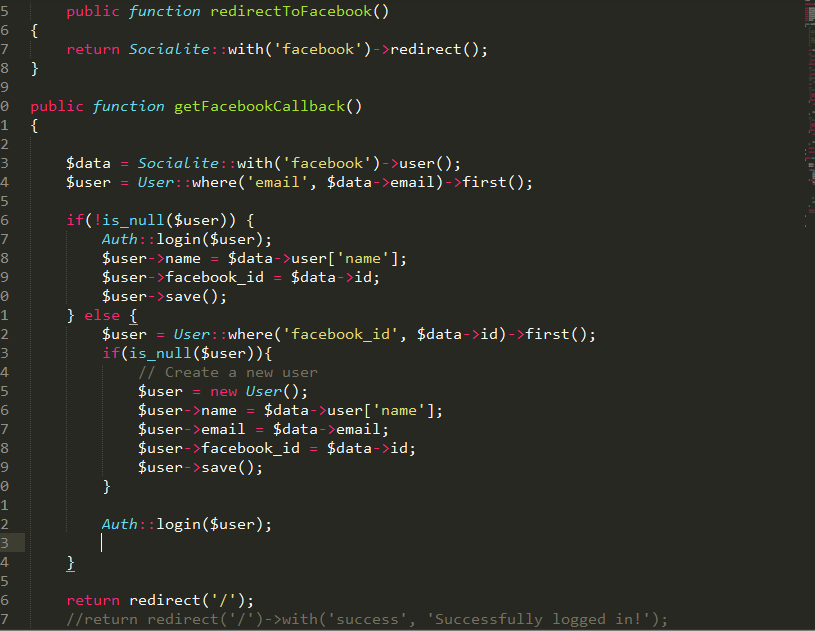 5 public function redirectToFacebook()
6 {
7 return Socialite::with('facebook')->redirect();
8 }
9
0 public function getFacebookCallback()
1 {
2
3 $data = Socialite::with('facebook')->user();
4 $user = User::where('email', $data->email)->first();
5
6 if(!is_null($user)) {
7 Auth::login($user);
8 $user->name = $data->user['name'];
9 $user->facebook_id = $data->id;
0 $user->save();
1 } else {
2 $user = User::where('facebook_id', $data->id)->first();
3 if(is_null($user)){
4 // Create a new user
5 $user = new User();
6 $user->name = $data->user['name'];
7 $user->email = $data->email;
8 $user->facebook_id = $data->id;
9 $user->save();
0 }
1
2 Auth::login($user);
3
4 }
5
6 return redirect('/');
7 //return redirect('/')->with('success', 'Successfully logged in!');